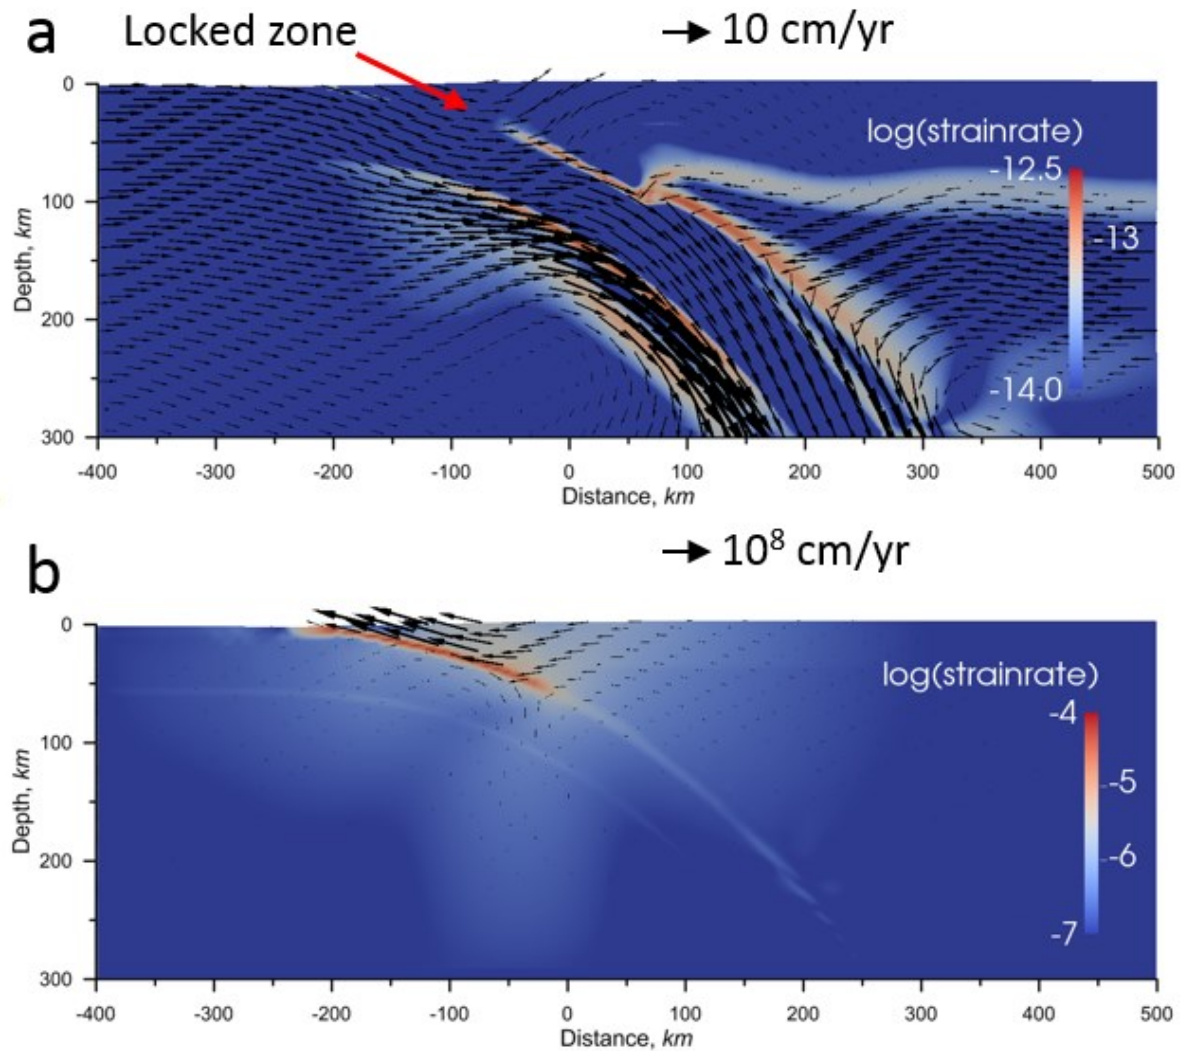 a
Locked zone
10 cm/yr
log(strainrate)
-12.5
-13
-14.0
0
100
200
300
Depth, km
-400 -300 -200 -100 0 100 200 300 400 500
Distance, km
b
10⁸ cm/yr
log(strainrate)
-4
-5
-6
-7
0
100
200
300
Depth, km
-400 -300 -200 -100 0 100 200 300 400 500
Distance, km